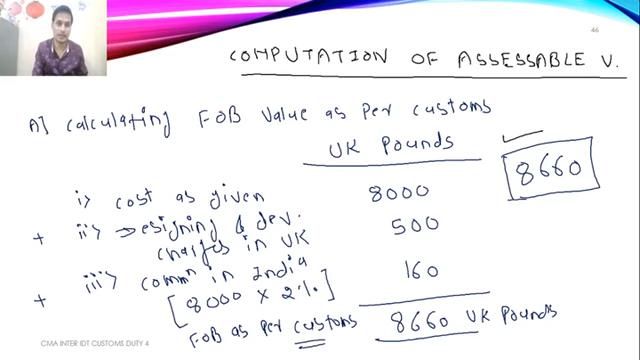 46
COMPUTATION OF ASSESSABLE V.
A] Calculating FOB Value as per customs
UK Pounds
8660
i> cost as given 8000
+ ii> Designing & dev. 500
charges in UK
+ iii> commn in India 160
[8000 X 2%.]
FOB as per customs 8660 UK Pounds
CMA INTER IDT CUSTOMS DUTY 4